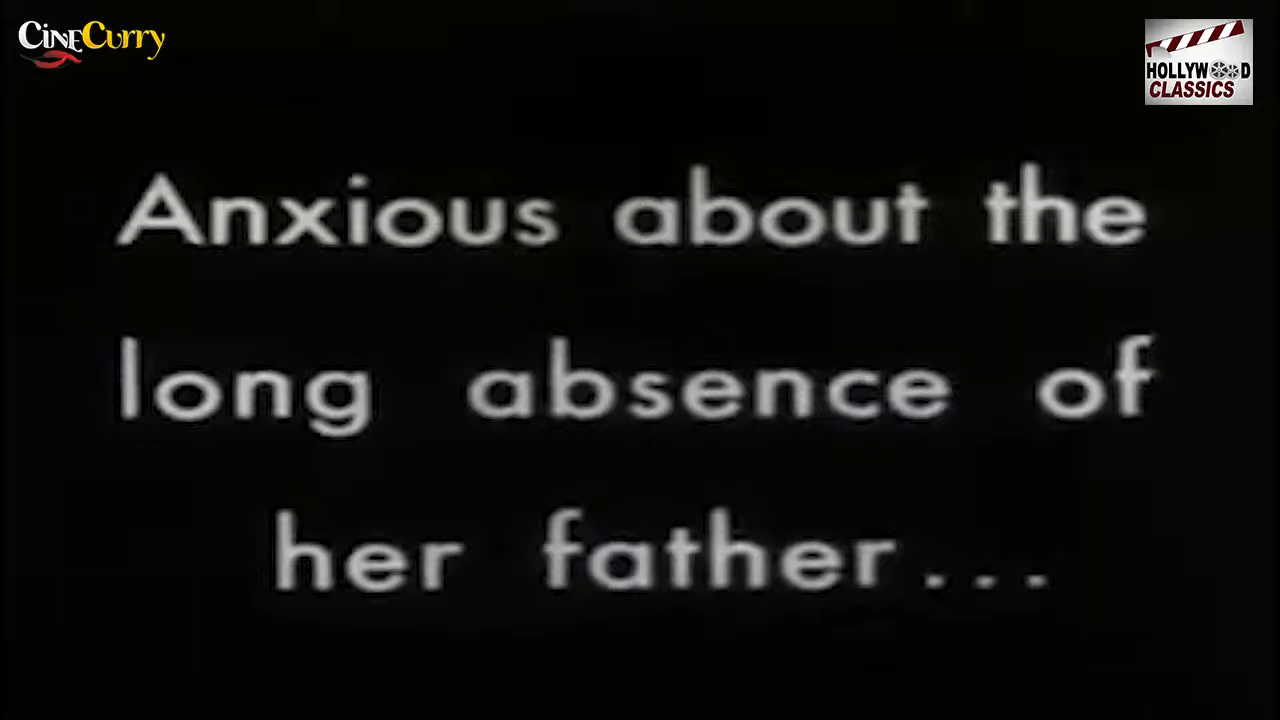 CineCurry
HOLLYWOOD
CLASSICS
Anxious about the
long absence of
her father...